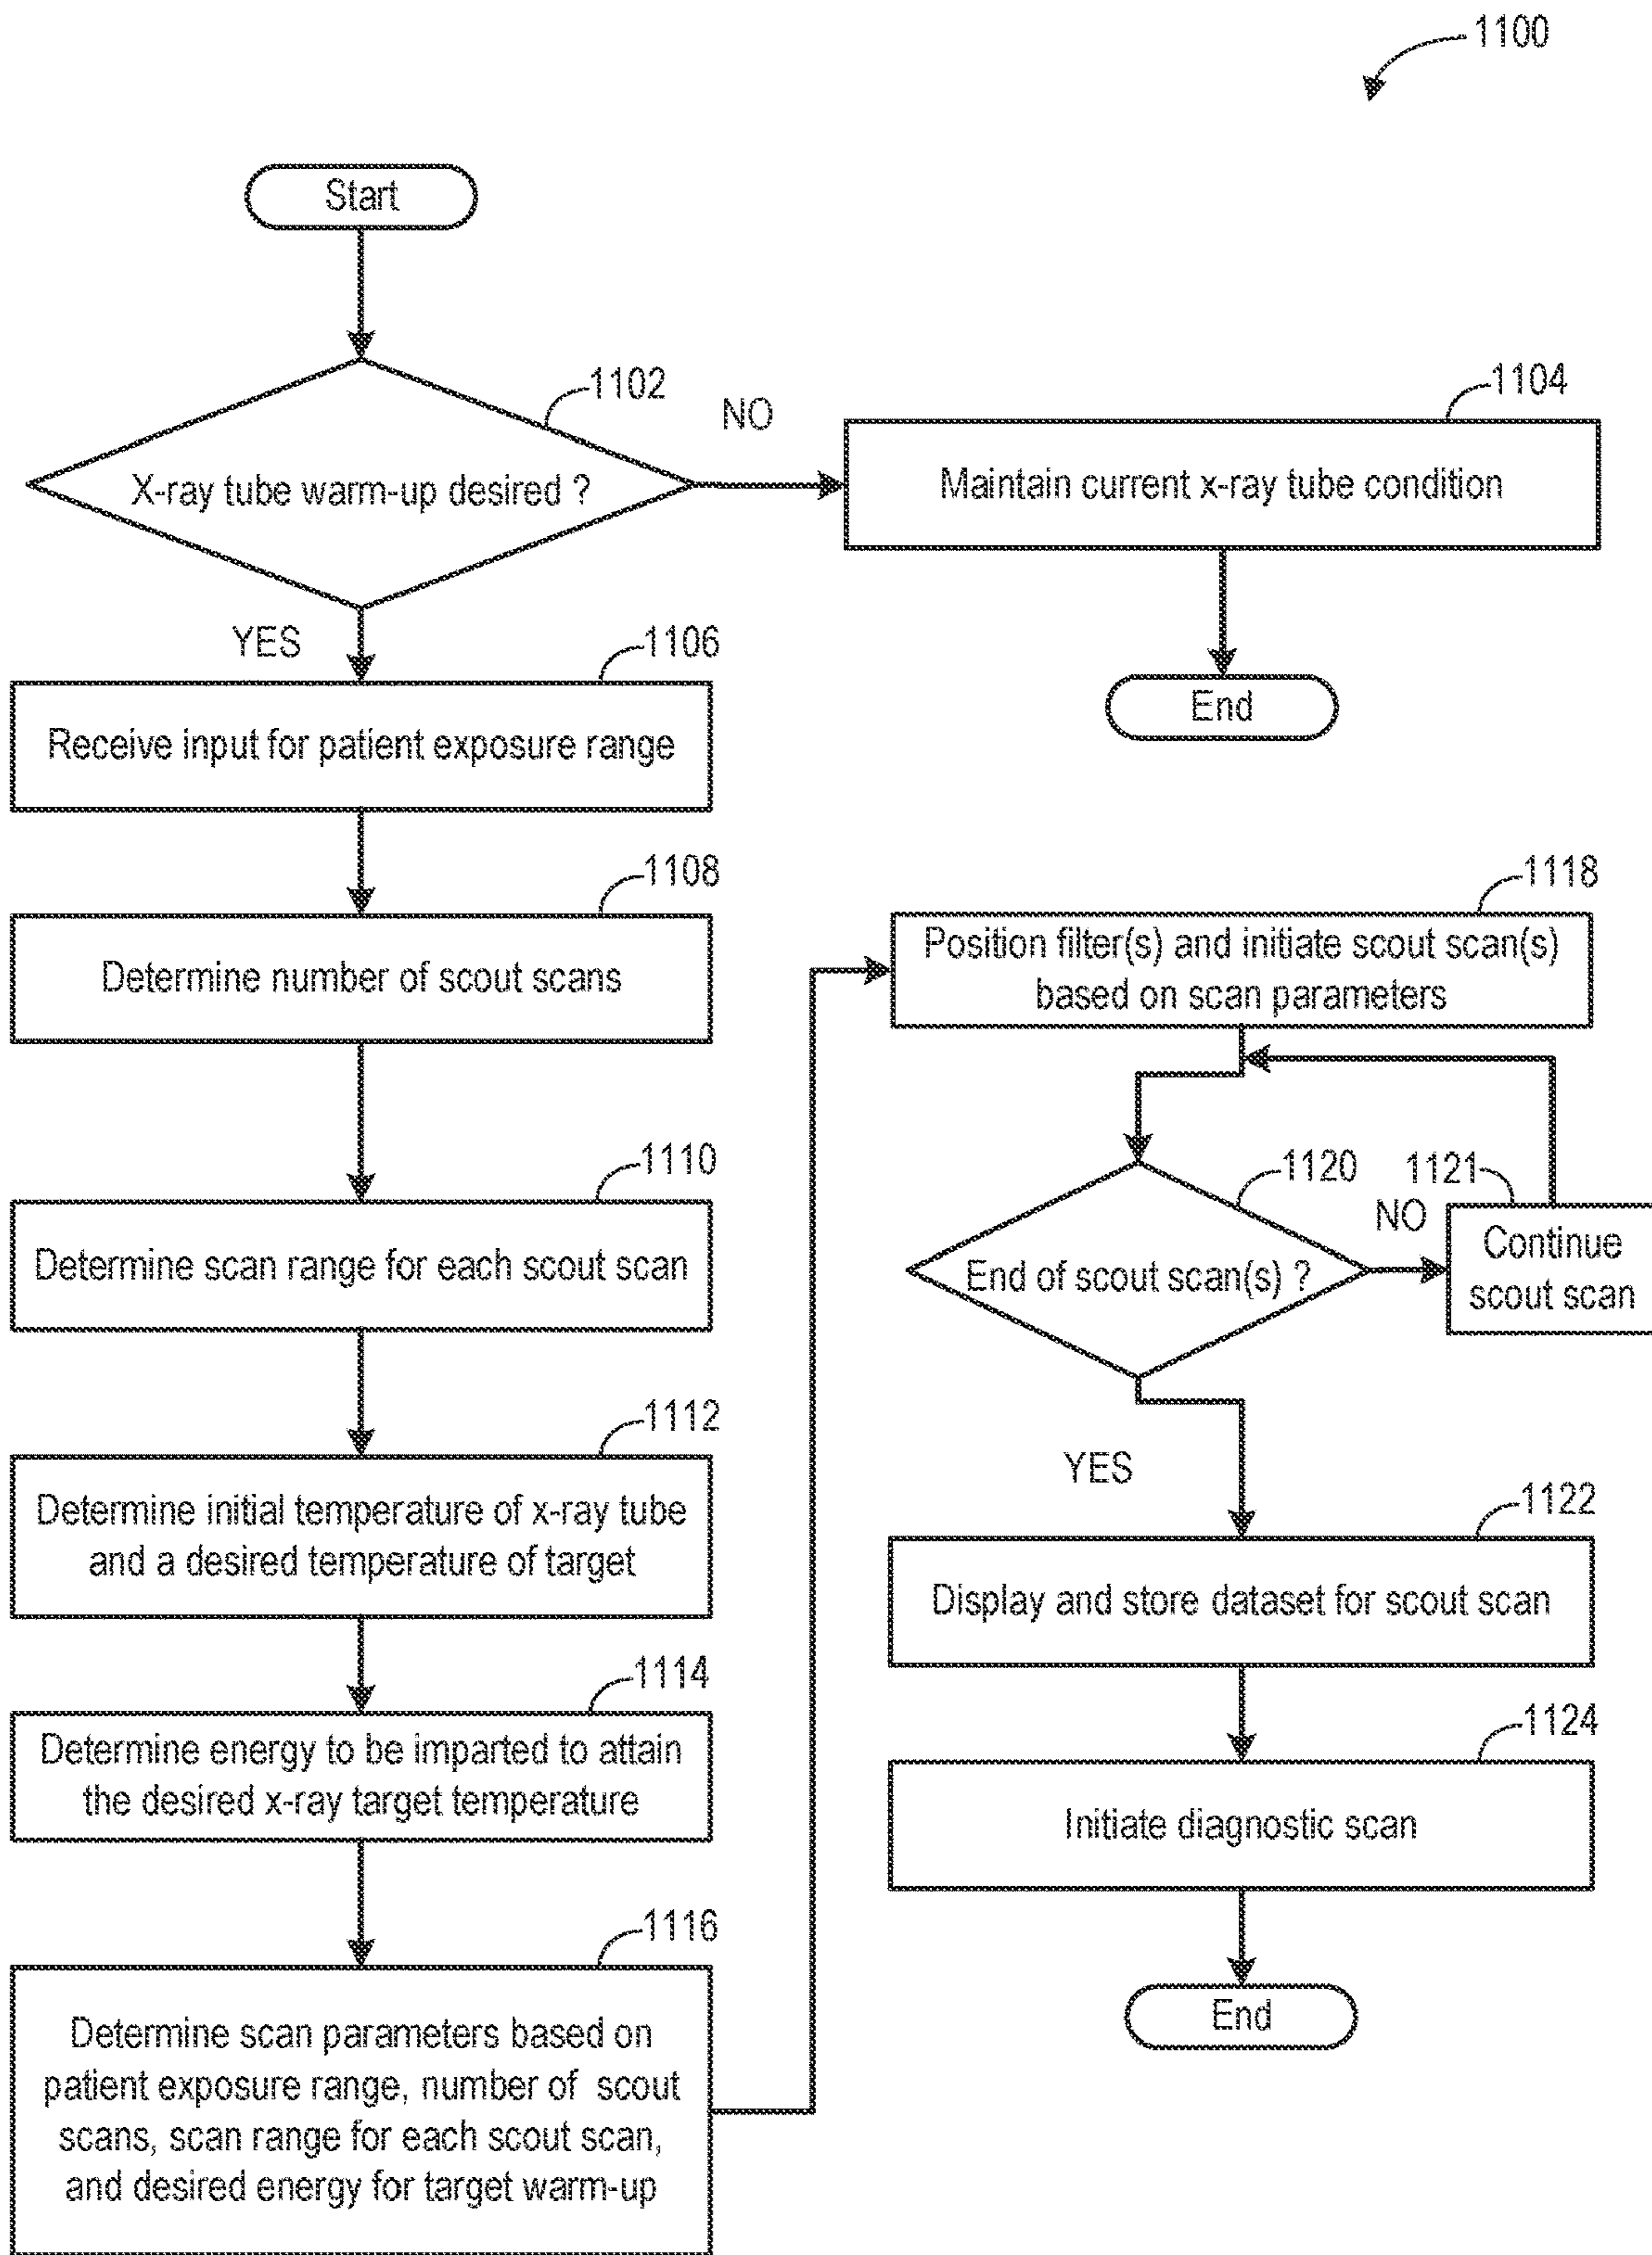 1100
Start
1102
X-ray tube warm-up desired ?
NO
1104
Maintain current x-ray tube condition
End
YES
1106
Receive input for patient exposure range
1108
Determine number of scout scans
1110
Determine scan range for each scout scan
1112
Determine initial temperature of x-ray tube
and a desired temperature of target
1114
Determine energy to be imparted to attain
the desired x-ray target temperature
1116
Determine scan parameters based on
patient exposure range, number of scout
scans, scan range for each scout scan,
and desired energy for target warm-up
1118
Position filter(s) and initiate scout scan(s)
based on scan parameters
1120
End of scout scan(s) ?
NO
1121
Continue
scout scan
YES
1122
Display and store dataset for scout scan
1124
Initiate diagnostic scan
End